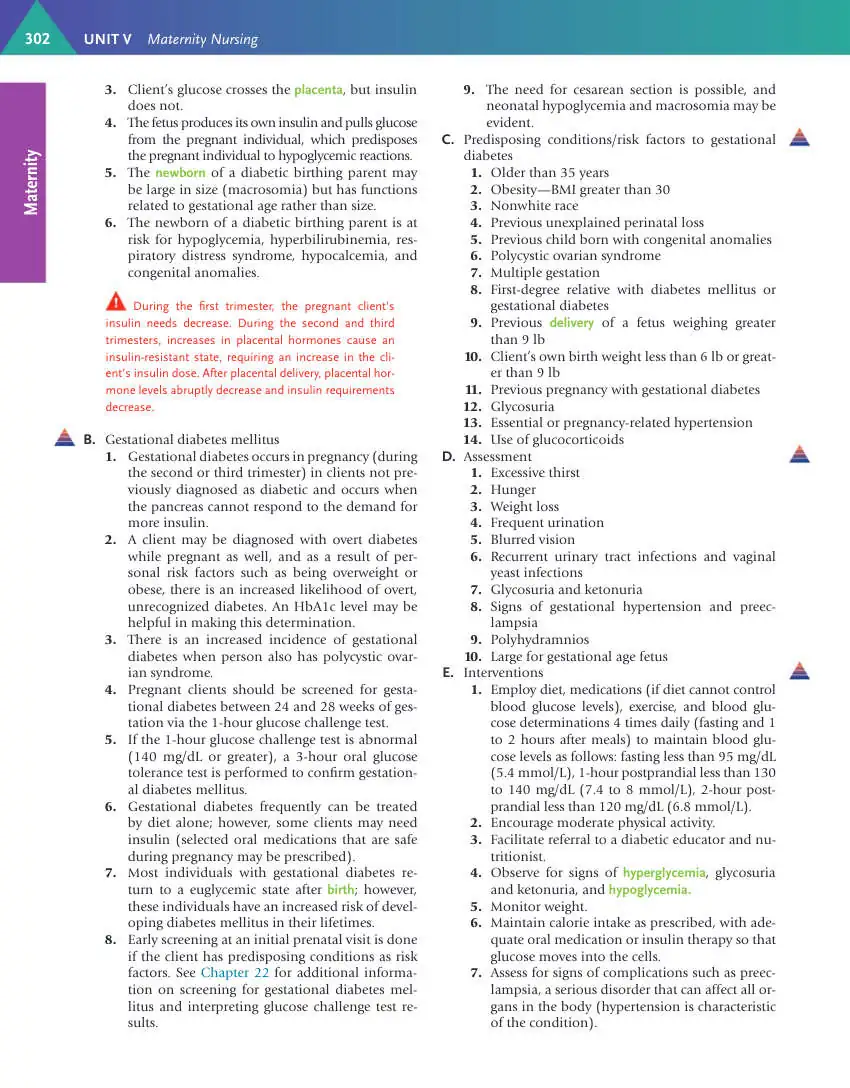 302 UNIT V Maternity Nursing
Maternity
3. Client's glucose crosses the placenta, but insulin
does not.
4. The fetus produces its own insulin and pulls glucose
from the pregnant individual, which predisposes
the pregnant individual to hypoglycemic reactions.
5. The newborn of a diabetic birthing parent may
be large in size (macrosomia) but has functions
related to gestational age rather than size.
6. The newborn of a diabetic birthing parent is at
risk for hypoglycemia, hyperbilirubinemia, res-
piratory distress syndrome, hypocalcemia, and
congenital anomalies.
During the first trimester, the pregnant client's
insulin needs decrease. During the second and third
trimesters, increases in placental hormones cause an
insulin-resistant state, requiring an increase in the cli-
ent's insulin dose. After placental delivery, placental hor-
mone levels abruptly decrease and insulin requirements
decrease.
B. Gestational diabetes mellitus
1. Gestational diabetes occurs in pregnancy (during
the second or third trimester) in clients not pre-
viously diagnosed as diabetic and occurs when
the pancreas cannot respond to the demand for
more insulin.
2. A client may be diagnosed with overt diabetes
while pregnant as well, and as a result of per-
sonal risk factors such as being overweight or
obese, there is an increased likelihood of overt,
unrecognized diabetes. An HbA1c level may be
helpful in making this determination.
3. There is an increased incidence of gestational
diabetes when person also has polycystic ovar-
ian syndrome.
4. Pregnant clients should be screened for gesta-
tional diabetes between 24 and 28 weeks of ges-
tation via the 1-hour glucose challenge test.
5. If the 1-hour glucose challenge test is abnormal
(140 mg/dL or greater), a 3-hour oral glucose
tolerance test is performed to confirm gestation-
al diabetes mellitus.
6. Gestational diabetes frequently can be treated
by diet alone; however, some clients may need
insulin (selected oral medications that are safe
during pregnancy may be prescribed).
7. Most individuals with gestational diabetes re-
turn to a euglycemic state after birth; however,
these individuals have an increased risk of devel-
oping diabetes mellitus in their lifetimes.
8. Early screening at an initial prenatal visit is done
if the client has predisposing conditions as risk
factors. See Chapter 22 for additional informa-
tion on screening for gestational diabetes mel-
litus and interpreting glucose challenge test re-
sults.
9. The need for cesarean section is possible, and
neonatal hypoglycemia and macrosomia may be
evident.
C. Predisposing conditions/risk factors to gestational
diabetes
1. Older than 35 years
2. Obesity—BMI greater than 30
3. Nonwhite race
4. Previous unexplained perinatal loss
5. Previous child born with congenital anomalies
6. Polycystic ovarian syndrome
7. Multiple gestation
8. First-degree relative with diabetes mellitus or
gestational diabetes
9. Previous delivery of a fetus weighing greater
than 9 lb
10. Client's own birth weight less than 6 lb or great-
er than 9 lb
11. Previous pregnancy with gestational diabetes
12. Glycosuria
13. Essential or pregnancy-related hypertension
14. Use of glucocorticoids
D. Assessment
1. Excessive thirst
2. Hunger
3. Weight loss
4. Frequent urination
5. Blurred vision
6. Recurrent urinary tract infections and vaginal
yeast infections
7. Glycosuria and ketonuria
8. Signs of gestational hypertension and preec-
lampsia
9. Polyhydramnios
10. Large for gestational age fetus
E. Interventions
1. Employ diet, medications (if diet cannot control
blood glucose levels), exercise, and blood glu-
cose determinations 4 times daily (fasting and 1
to 2 hours after meals) to maintain blood glu-
cose levels as follows: fasting less than 95 mg/dL
(5.4 mmol/L), 1-hour postprandial less than 130
to 140 mg/dL (7.4 to 8 mmol/L), 2-hour post-
prandial less than 120 mg/dL (6.8 mmol/L).
2. Encourage moderate physical activity.
3. Facilitate referral to a diabetic educator and nu-
tritionist.
4. Observe for signs of hyperglycemia, glycosuria
and ketonuria, and hypoglycemia.
5. Monitor weight.
6. Maintain calorie intake as prescribed, with ade-
quate oral medication or insulin therapy so that
glucose moves into the cells.
7. Assess for signs of complications such as preec-
lampsia, a serious disorder that can affect all or-
gans in the body (hypertension is characteristic
of the condition).